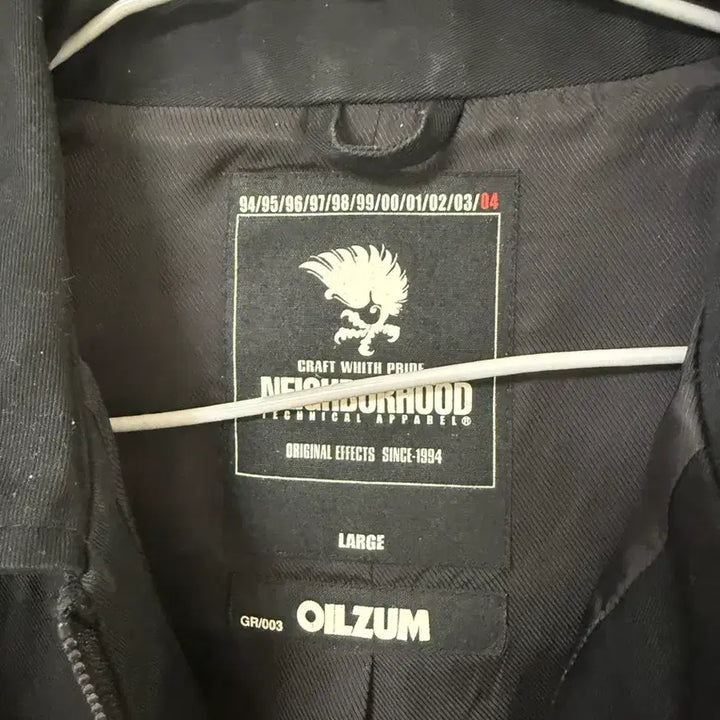 94/95/96/97/98/99/00/01/02/03/04
CRAFT WHITH PRIDE
NEIGHBORHOOD
TECHNICAL APPAREL®
ORIGINAL EFFECTS SINCE-1994
LARGE
GR/003 OILZUM